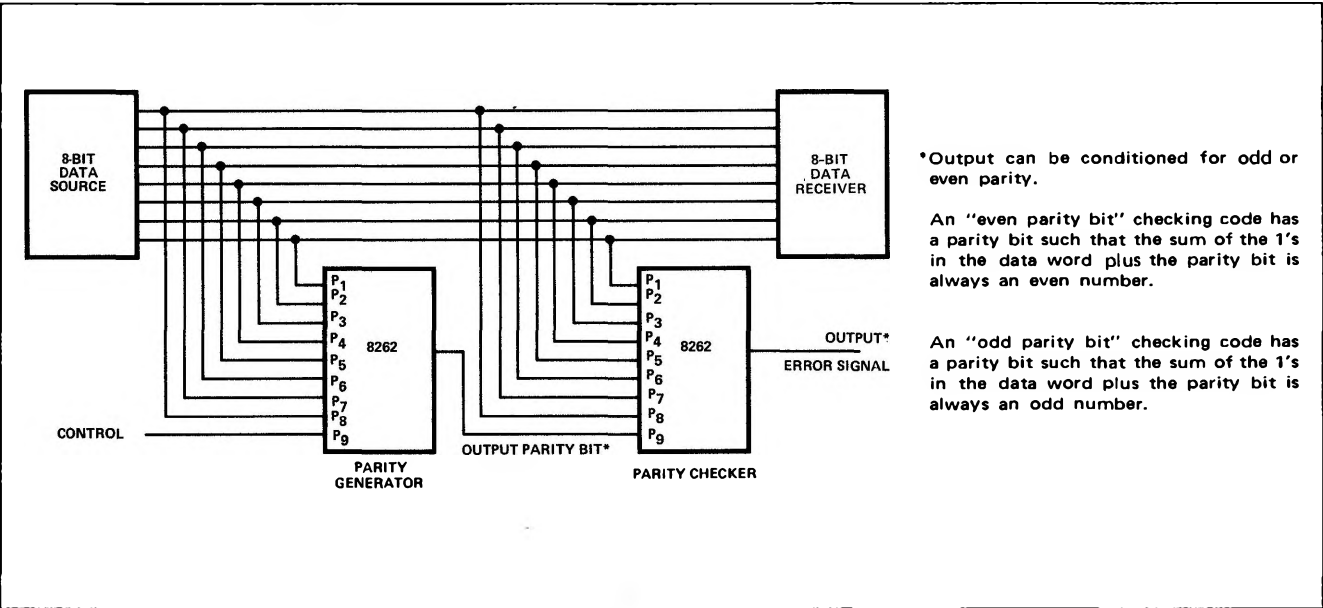 8-BIT
DATA
SOURCE
8-BIT
DATA
RECEIVER
*Output can be conditioned for odd or
even parity.
An "even parity bit" checking code has
a parity bit such that the sum of the 1's
in the data word plus the parity bit is
always an even number.
An "odd parity bit" checking code has
a parity bit such that the sum of the 1's
in the data word plus the parity bit is
always an odd number.
P1
P2
P3
P4
P5
P6
P7
P8
P9
8262
CONTROL
PARITY
GENERATOR
OUTPUT PARITY BIT*
P1
P2
P3
P4
P5
P6
P7
P8
P9
8262
PARITY CHECKER
OUTPUT*
ERROR SIGNAL